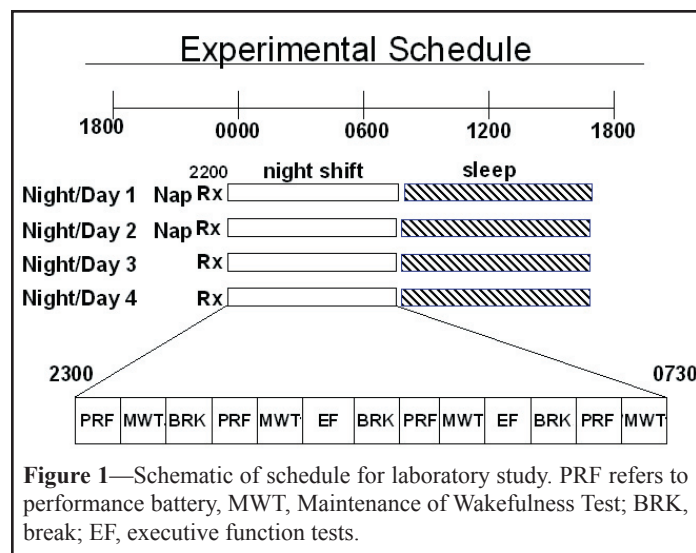 Experimental Schedule
1800 0000 0600 1200 1800
2200 night shift sleep
Night/Day 1 Nap Rx
Night/Day 2 Nap Rx
Night/Day 3 Rx
Night/Day 4 Rx
2300 0730
PRF MWT BRK PRF MWT EF BRK PRF MWT EF BRK PRF MWT
Figure 1—Schematic of schedule for laboratory study. PRF refers to
performance battery, MWT, Maintenance of Wakefulness Test; BRK,
break; EF, executive function tests.